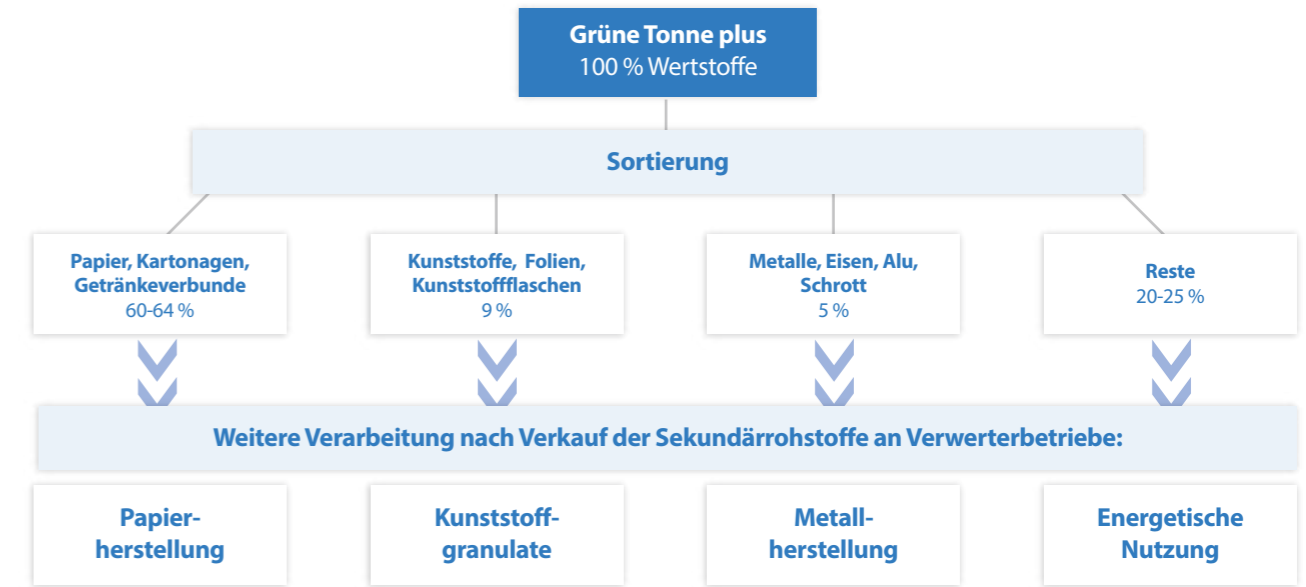 Grüne Tonne plus
100 % Wertstoffe
Sortierung
Papier, Kartonagen,
Getränkeverbunde
60-64 %
Kunststoffe, Folien,
Kunststoffflaschen
9 %
Metalle, Eisen, Alu,
Schrott
5 %
Reste
20-25 %
Weitere Verarbeitung nach Verkauf der Sekundärrohstoffe an Verwerterbetriebe:
Papier-
herstellung
Kunststoff-
granulate
Metall-
herstellung
Energetische
Nutzung